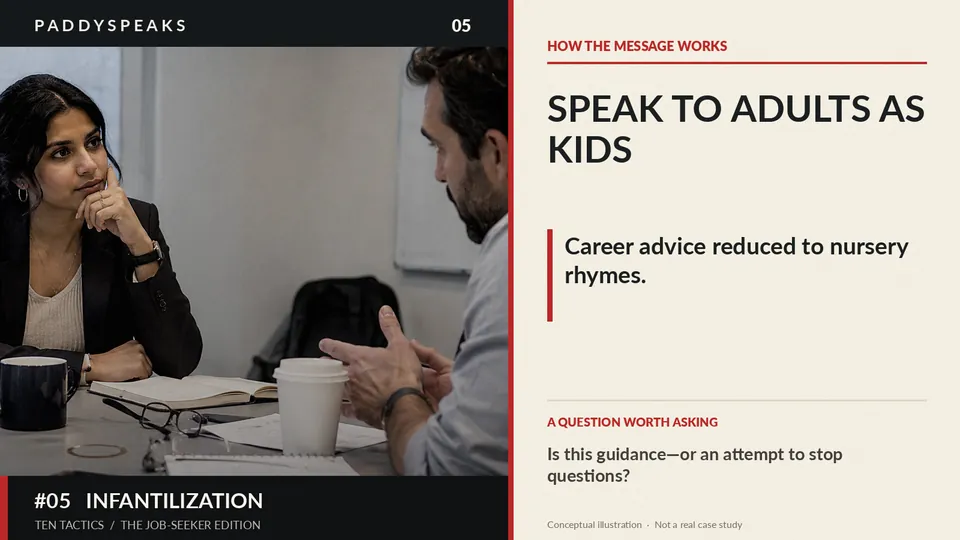 PADDYSPEAKS
05
#05 INFANTILIZATION
TEN TACTICS / THE JOB-SEEKER EDITION
HOW THE MESSAGE WORKS
SPEAK TO ADULTS AS
KIDS
Career advice reduced to nursery
rhymes.
A QUESTION WORTH ASKING
Is this guidance—or an attempt to stop
questions?
Conceptual illustration · Not a real case study